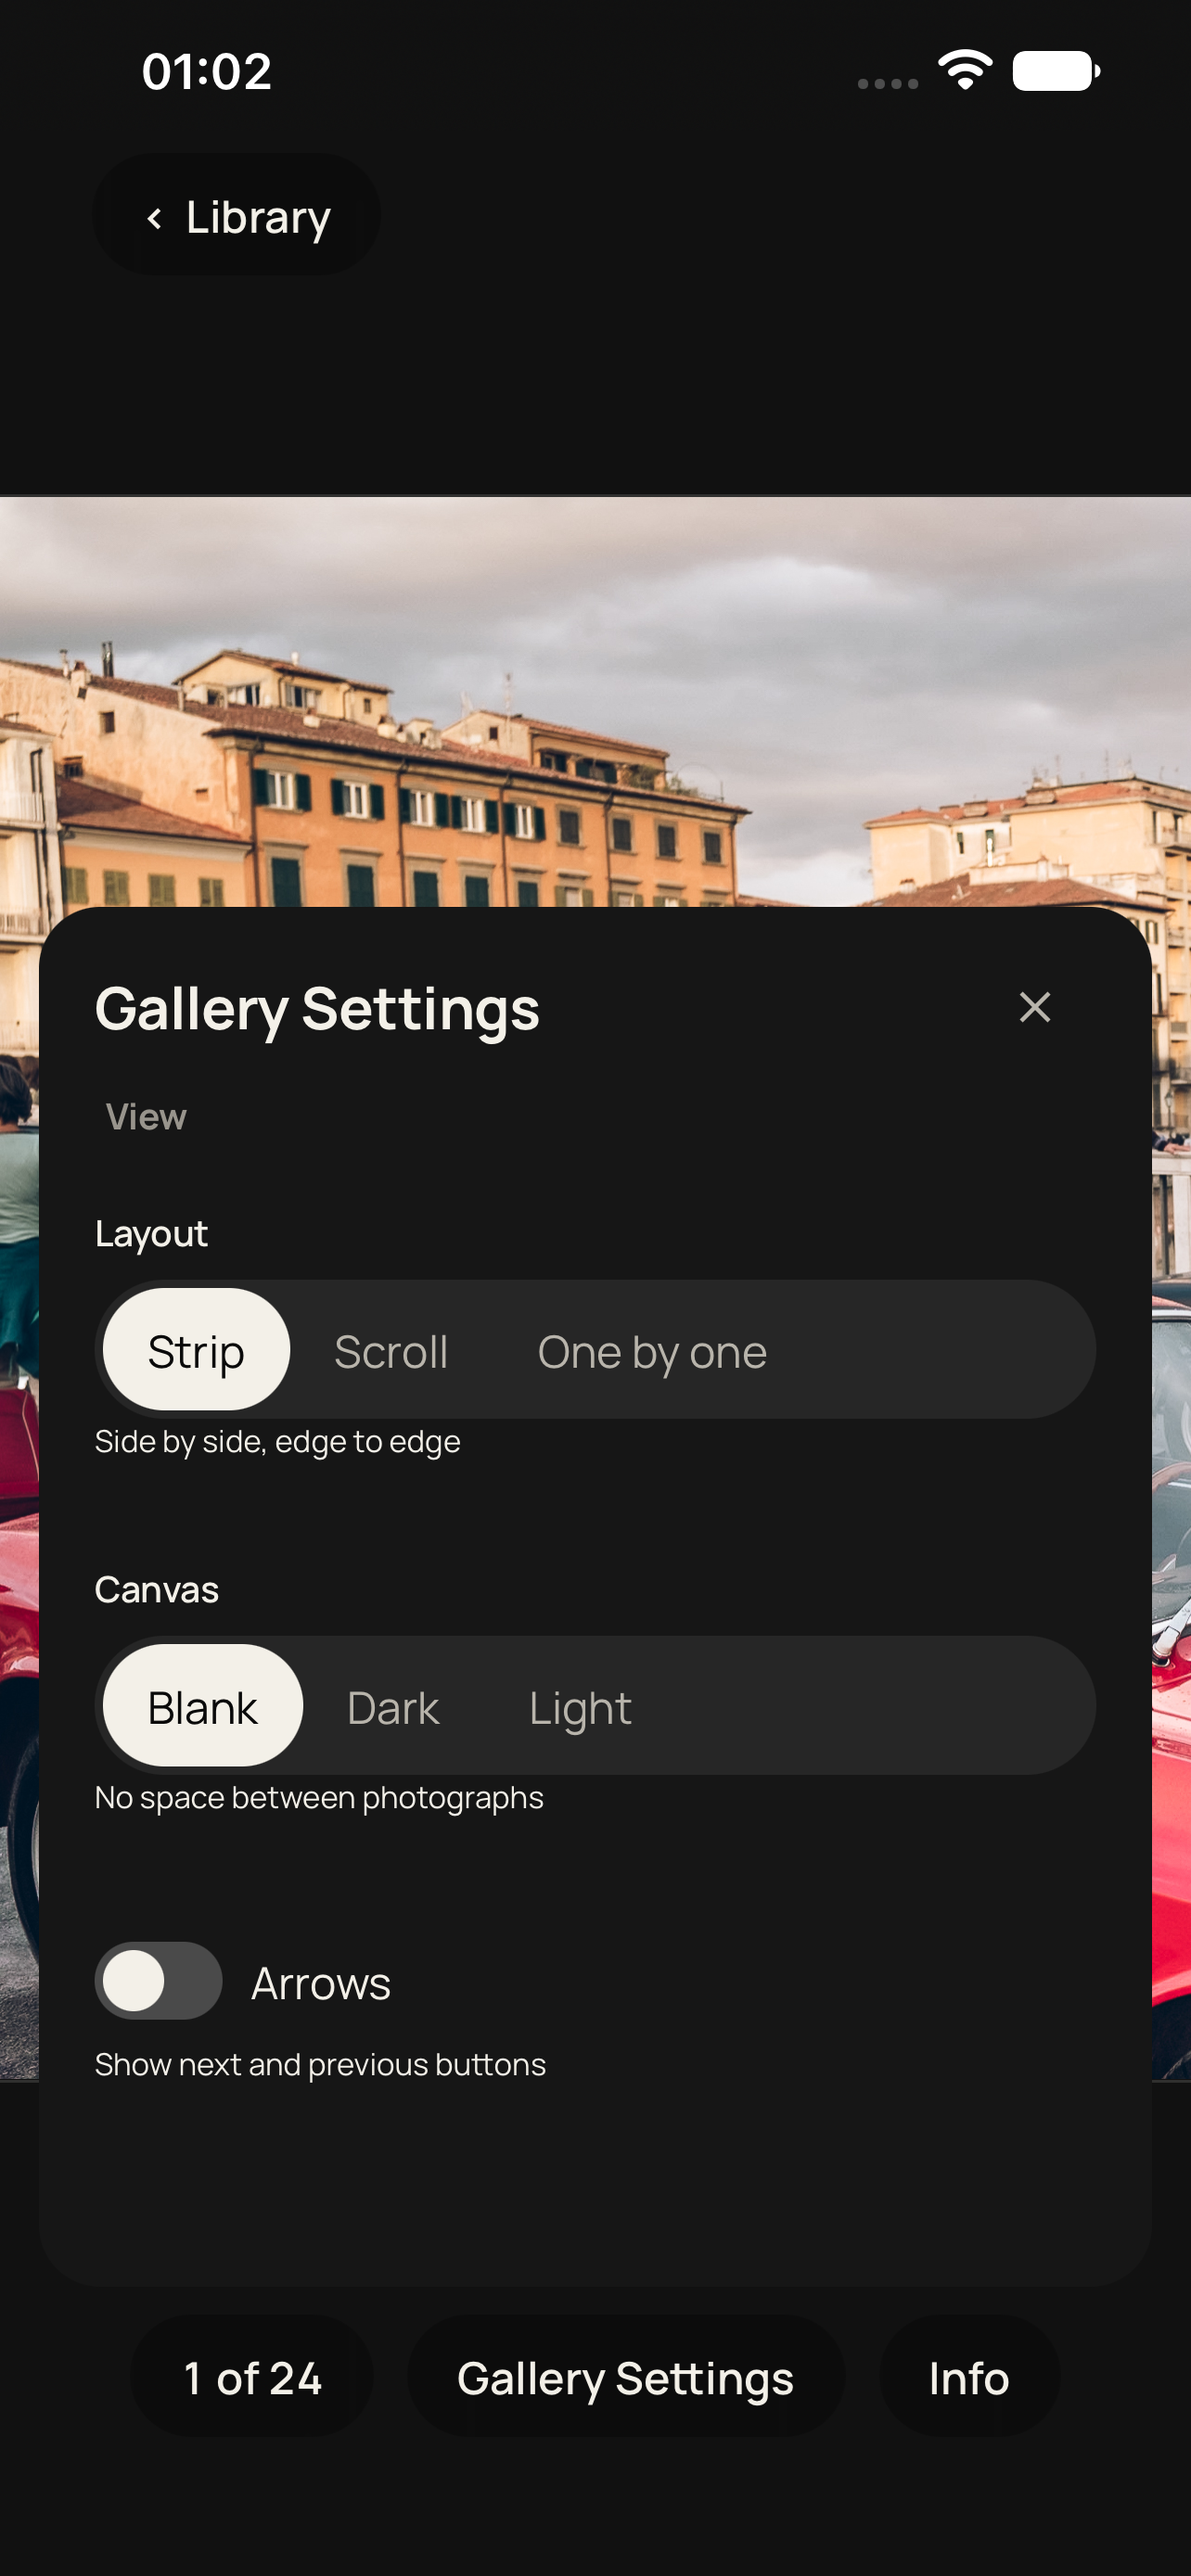 01:02
Library
Gallery Settings
View
Layout
Strip Scroll One by one
Side by side, edge to edge
Canvas
Blank Dark Light
No space between photographs
Arrows
Show next and previous buttons
1 of 24 Gallery Settings Info